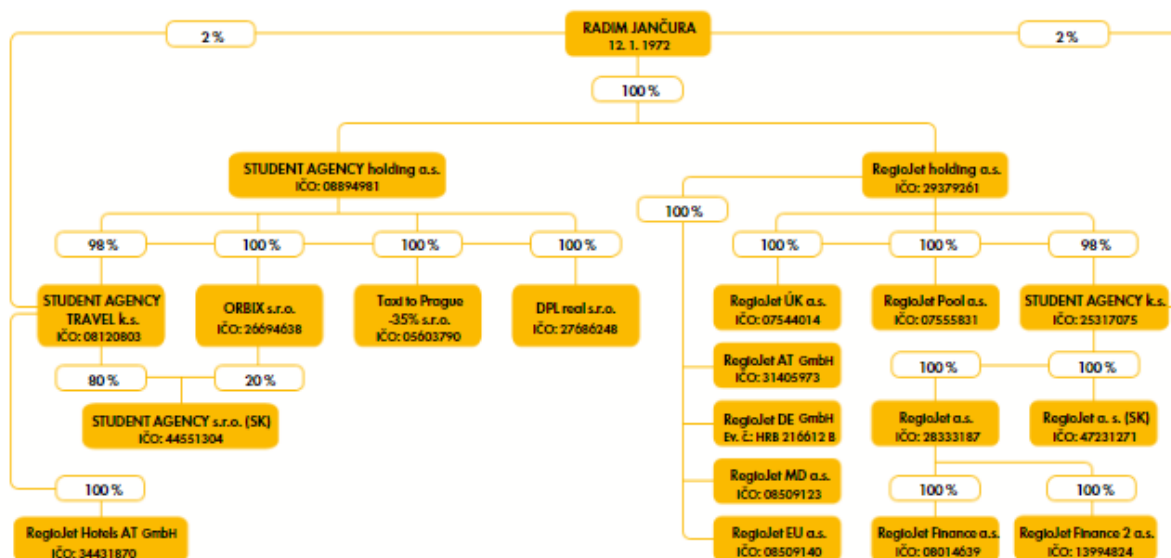 RADIM JANČURA
12. 1. 1972
2 %
2 %
100 %
STUDENT AGENCY holding a.s.
IČO: 08894981
RegioJet holding a.s.
IČO: 29379261
100 %
98 %
100 %
100 %
100 %
100 %
100 %
98 %
STUDENT AGENCY
TRAVEL k.s.
IČO: 08120803
ORBIX s.r.o.
IČO: 26694638
Taxi to Prague
-35% s.r.o.
IČO: 05603790
DPL real s.r.o.
IČO: 27686248
RegioJet ÚK a.s.
IČO: 07544014
RegioJet Pool a.s.
IČO: 07555831
STUDENT AGENCY k.s.
IČO: 25317075
80 %
20 %
RegioJet AT GmbH
IČO: 31405973
100 %
100 %
STUDENT AGENCY s.r.o. (SK)
IČO: 44551304
RegioJet DE GmbH
Ev. č.: HRB 216612 B
RegioJet a.s.
IČO: 28333187
RegioJet a. s. (SK)
IČO: 47231271
100 %
RegioJet MD a.s.
IČO: 08509123
100 %
100 %
RegioJet Hotels AT GmbH
IČO: 34431870
RegioJet EU a.s.
IČO: 08509140
RegioJet Finance a.s.
IČO: 08014639
RegioJet Finance 2 a.s.
IČO: 13994824